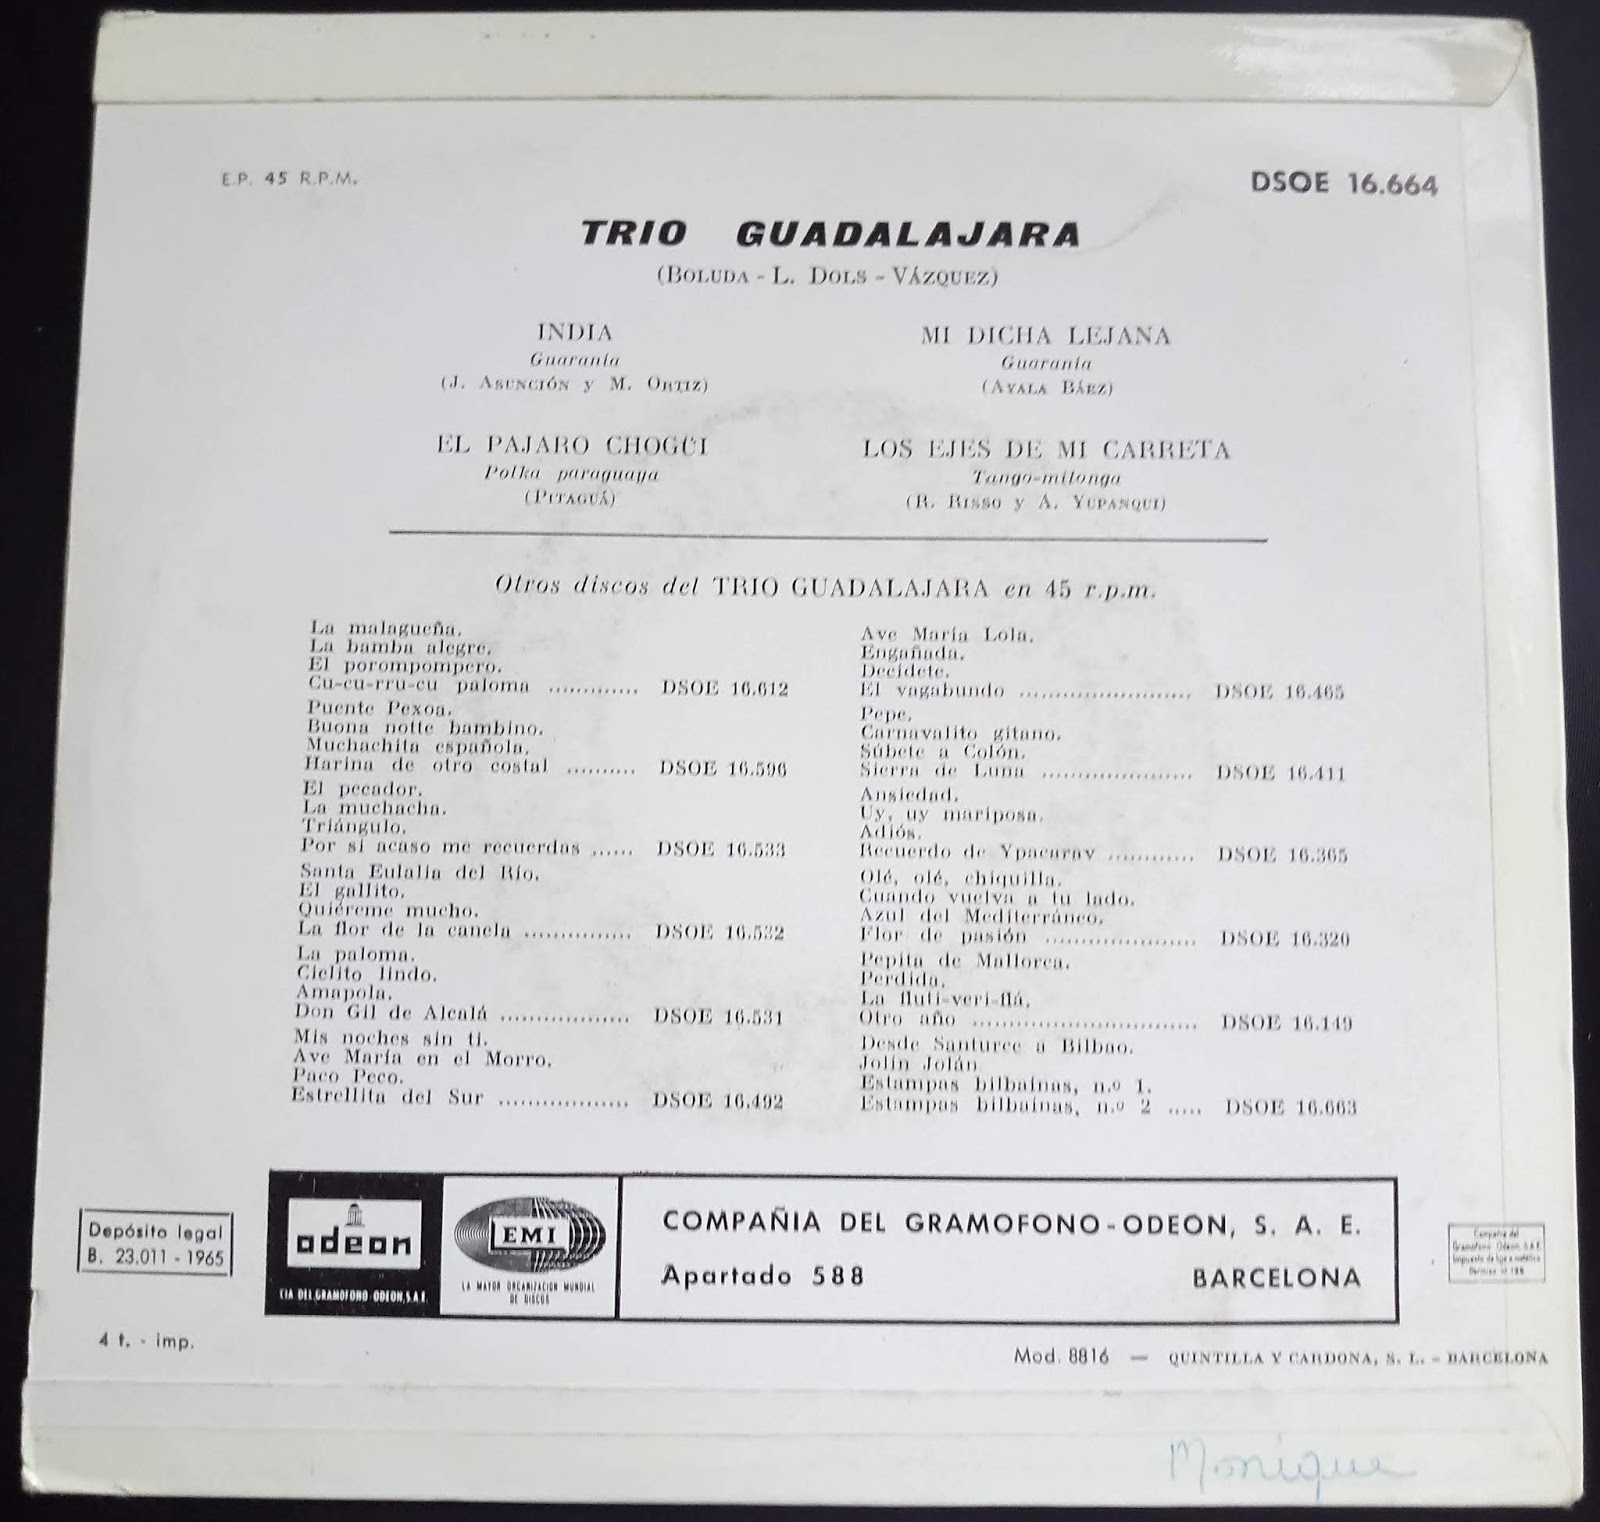 E.P. 45 R.P.M.
DSOE 16.664
TRIO GUADALAJARA
(BOLUDA - L. DOLS - VÁZQUEZ)
INDIA
Guarania
(J. ASUNCIÓN y M. ORTIZ)
MI DICHA LEJANA
Guarania
(AYALA BÁEZ)
EL PAJARO CHOGÜI
Polka paraguaya
(PITAGUÁ)
LOS EJES DE MI CARRETA
Tango-milonga
(R. RISSO y A. YUPANQUI)
Otros discos del TRIO GUADALAJARA en 45 r.p.m.
La malagueña.
La bamba alegre.
El porompompero.
Cu-cu-rru-cu paloma ............. DSOE 16.612
Puente Pexoa.
Buona notte bambino.
Muchachita española.
Harina de otro costal .......... DSOE 16.596
El pecador.
La muchacha.
Triángulo.
Por si acaso me recuerdas ...... DSOE 16.533
Santa Eulalia del Río.
El gallito.
Quiéreme mucho.
La flor de la canela ............... DSOE 16.532
La paloma.
Cielito lindo.
Amapola.
Don Gil de Alcalá .................. DSOE 16.531
Mis noches sin ti.
Ave María en el Morro.
Paco Peco.
Estrellita del Sur .................. DSOE 16.492
Ave María Lola.
Engañada.
Decídete.
El vagabundo ........................ DSOE 16.465
Pepe.
Carnavalito gitano.
Súbete a Colón.
Sierra de Luna ..................... DSOE 16.411
Ansiedad.
Uy, uy mariposa.
Adiós.
Recuerdo de Ypacaray ............ DSOE 16.365
Olé, olé, chiquilla.
Cuando vuelva a tu lado.
Azul del Mediterráneo.
Flor de pasión ..................... DSOE 16.320
Pepita de Mallorca.
Perdida.
La fluti-veri-flá.
Otro año ............................... DSOE 16.149
Desde Santurce a Bilbao.
Jolín Jolán
Estampas bilbaínas, n.º 1.
Estampas bilbaínas, n.º 2 ..... DSOE 16.663
Depósito legal
B. 23.011 - 1965
odeon
CIA DEL GRAMOFONO-ODEON, S.A.E.
EMI
LA MAYOR ORGANIZACION MUNDIAL
DE DISCOS
COMPAÑIA DEL GRAMOFONO-ODEON, S. A. E.
Apartado 588 BARCELONA
Compañía del
Gramofono Odeon, S.A.E.
Impuesto de lujo a metálico
Permiso nº 196
4 t. - imp.
Mod. 8816 — QUINTILLA Y CARDONA, S. L. - BARCELONA
Monique